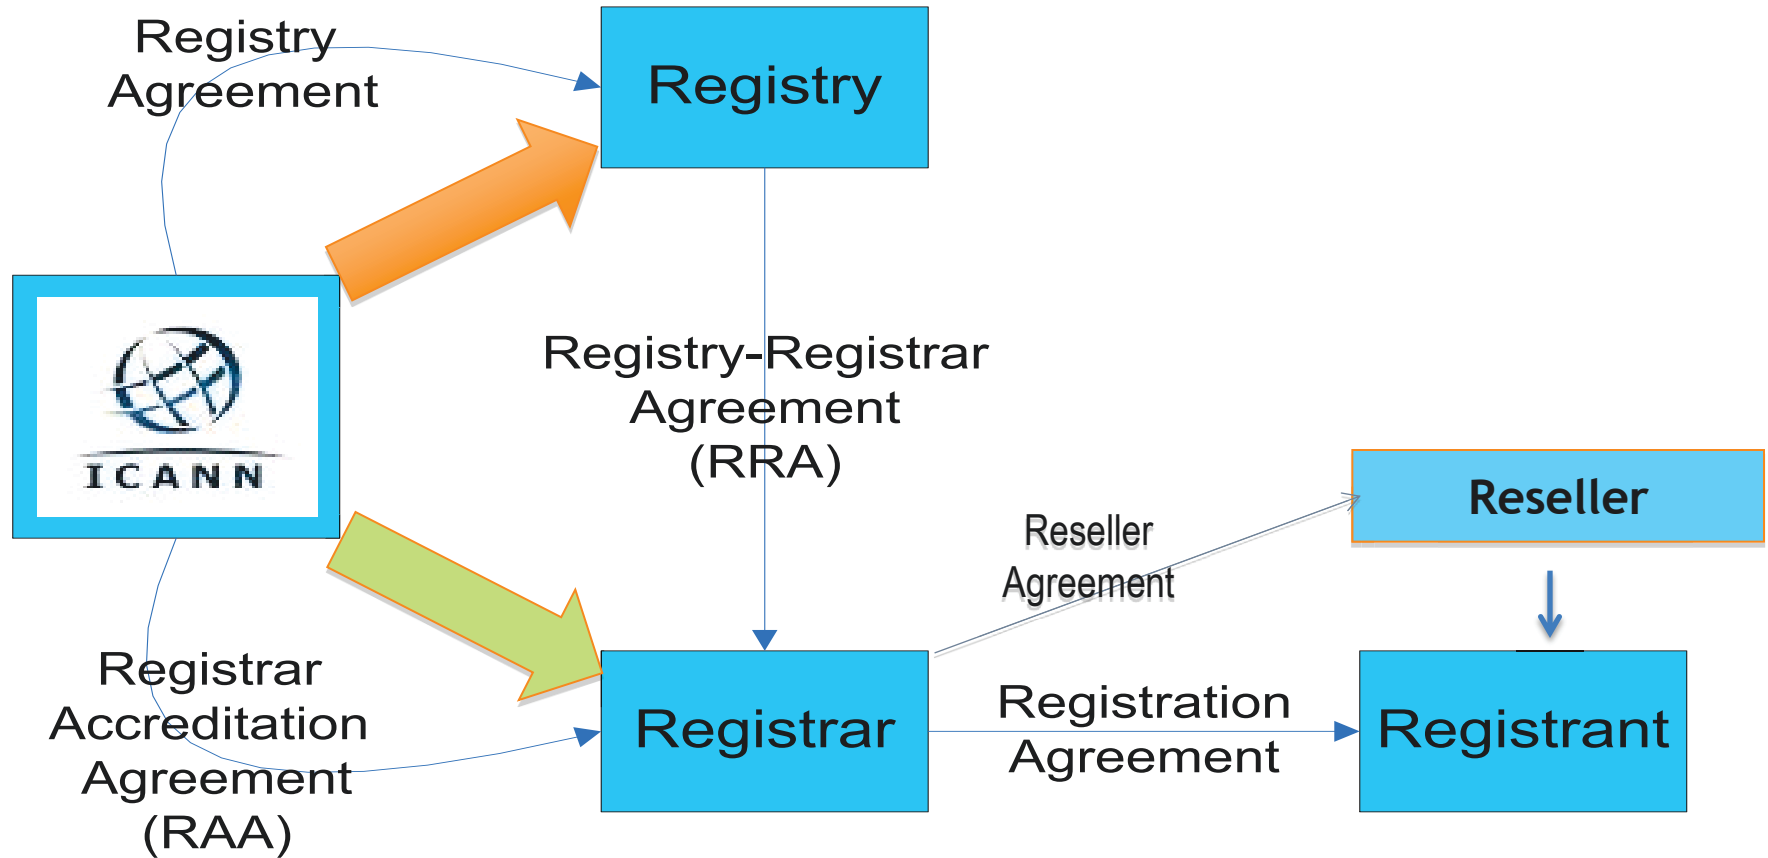 Registry
Agreement
Registry
ICANN
Registry-Registrar
Agreement
(RRA)
Reseller
Agreement
Reseller
Registrar
Accreditation
Agreement
(RAA)
Registrar
Registration
Agreement
Registrant